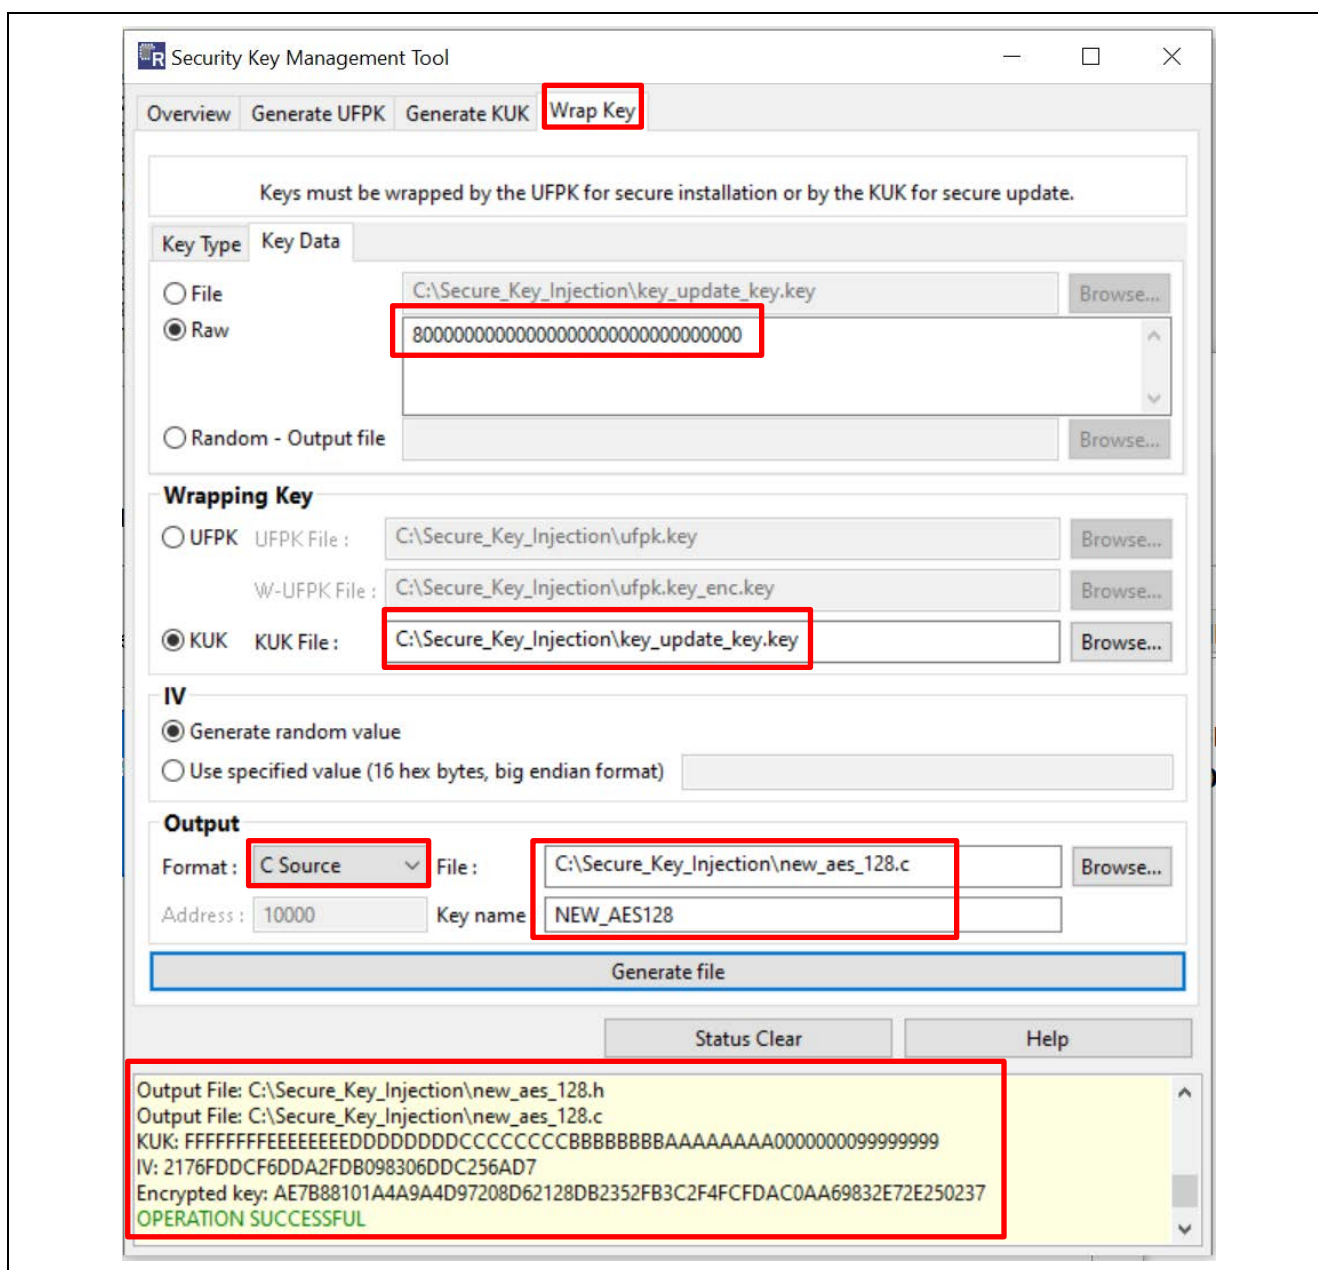 R Security Key Management Tool
Overview Generate UFPK Generate KUK Wrap Key
Keys must be wrapped by the UFPK for secure installation or by the KUK for secure update.
Key Type Key Data
File C:\Secure_Key_Injection\key_update_key.key Browse...
Raw 80000000000000000000000000000000
Random - Output file Browse...
Wrapping Key
UFPK UFPK File : C:\Secure_Key_Injection\ufpk.key Browse...
W-UFPK File : C:\Secure_Key_Injection\ufpk.key_enc.key Browse...
KUK KUK File : C:\Secure_Key_Injection\key_update_key.key Browse...
IV
Generate random value
Use specified value (16 hex bytes, big endian format)
Output
Format : C Source File : C:\Secure_Key_Injection\new_aes_128.c Browse...
Address : 10000 Key name NEW_AES128
Generate file
Status Clear Help
Output File: C:\Secure_Key_Injection\new_aes_128.h
Output File: C:\Secure_Key_Injection\new_aes_128.c
KUK: FFFFFFFFEEEEEEEEDDDDDDDDCCCCCCCCBBBBBBBBAAAAAAAA0000000099999999
IV: 2176FDDCF6DDA2FDB098306DDC256AD7
Encrypted key: AE7B88101A4A9A4D97208D62128DB2352FB3C2F4FCFDAC0AA69832E72E250237
OPERATION SUCCESSFUL